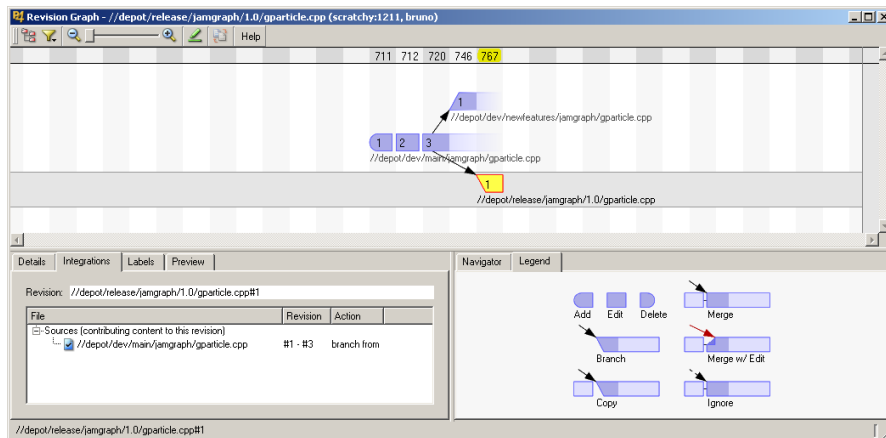 Revision Graph - //depot/release/jamgraph/1.0/gparticle.cpp (scratchy:1211, bruno)
Help
711 712 720 746 767
1
//depot/dev/newfeatures/jamgraph/gparticle.cpp
1 2 3
//depot/dev/main/jamgraph/gparticle.cpp
1
//depot/release/jamgraph/1.0/gparticle.cpp
Details Integrations Labels Preview
Navigator Legend
Revision: //depot/release/jamgraph/1.0/gparticle.cpp#1
File Revision Action
Sources (contributing content to this revision)
//depot/dev/main/jamgraph/gparticle.cpp #1 - #3 branch from
Add Edit Delete Merge
Branch Merge w/ Edit
Copy Ignore
//depot/release/jamgraph/1.0/gparticle.cpp#1